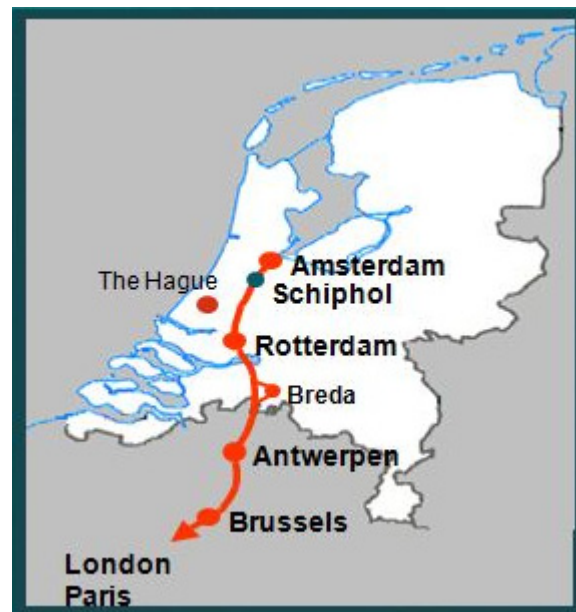 Amsterdam
The Hague
Schiphol
Rotterdam
Breda
Antwerpen
Brussels
London
Paris